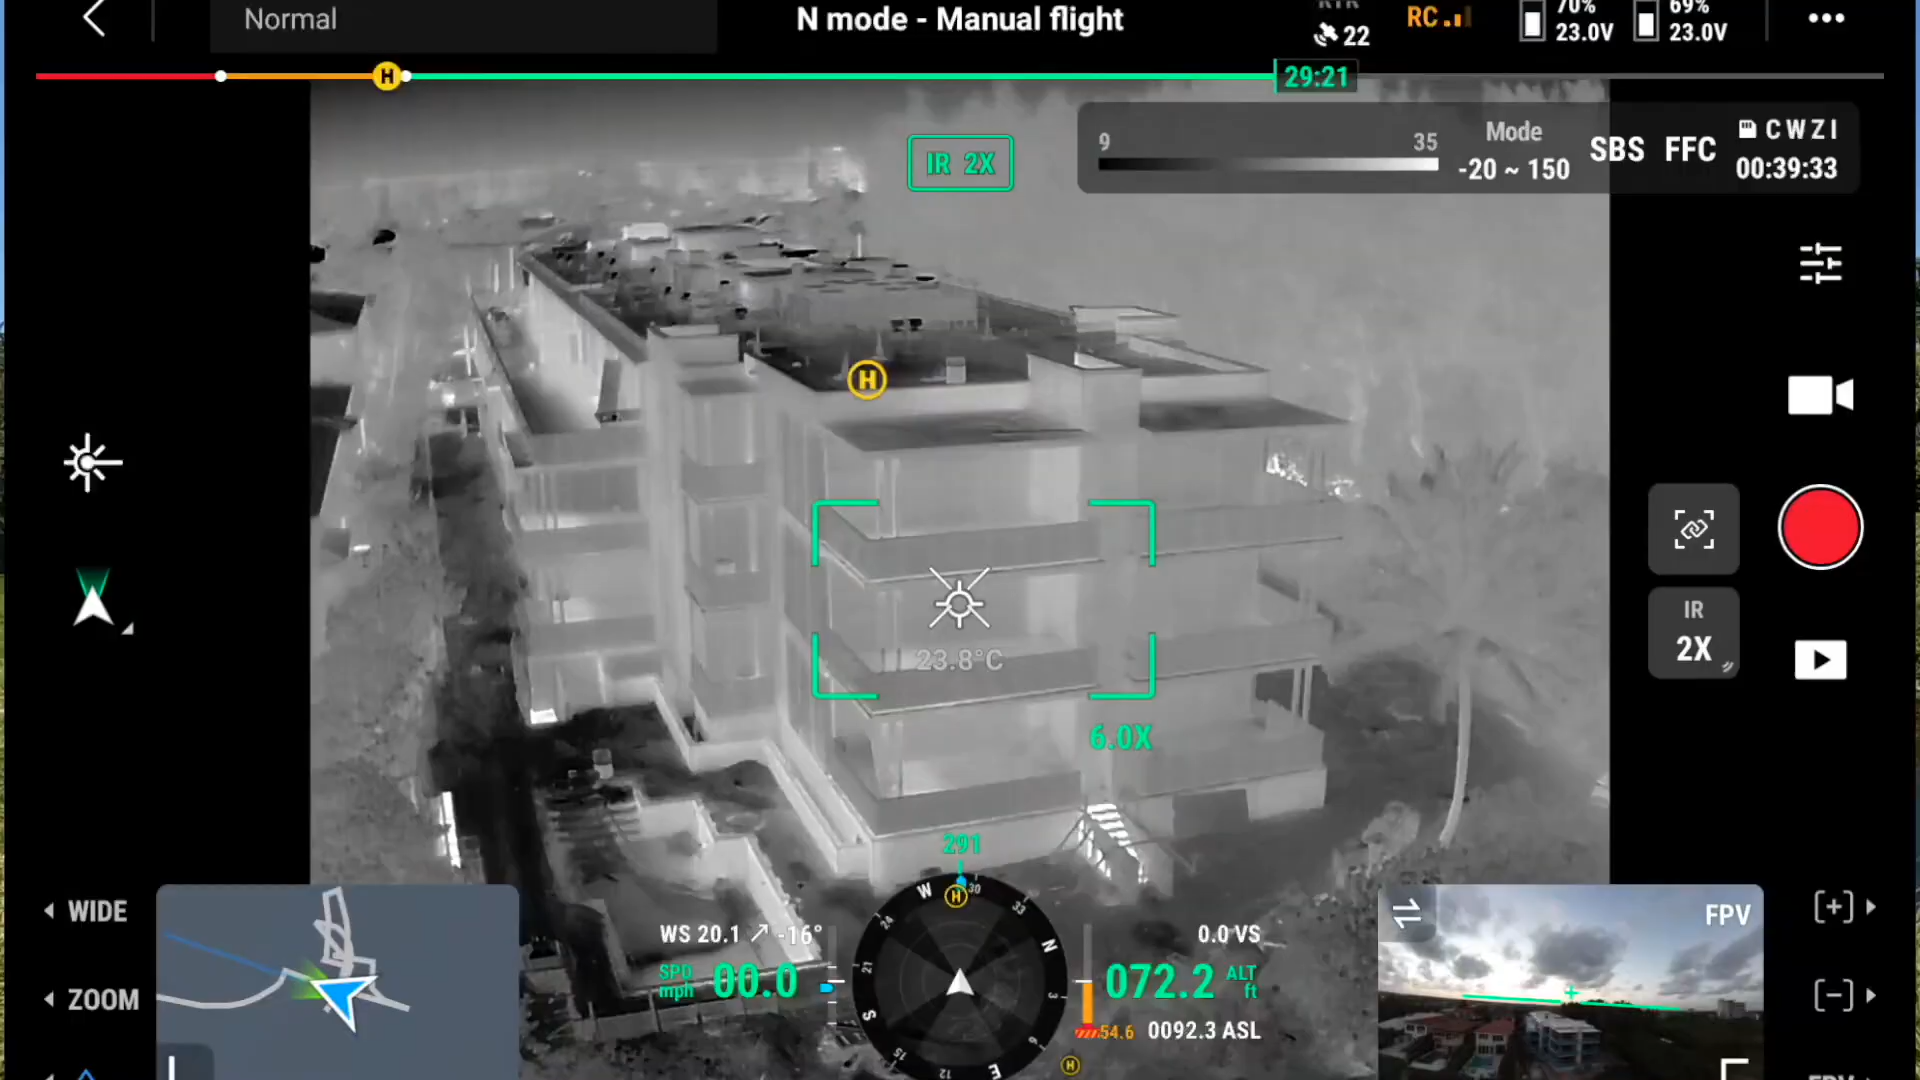 Normal
N mode - Manual flight
RTK
22
RC
70%
23.0V
69%
23.0V
H
29:21
IR 2X
9
35
Mode
-20 ~ 150
SBS
FFC
CWZI
00:39:33
H
23.8°C
6.0X
IR
2X
291
WIDE
ZOOM
WS 20.1
-16°
SPD
mph
00.0
H
W 30 33 N 3 6 E 12 15 S 21 24
0.0 VS
072.2
ALT
ft
54.6
0092.3 ASL
H
FPV